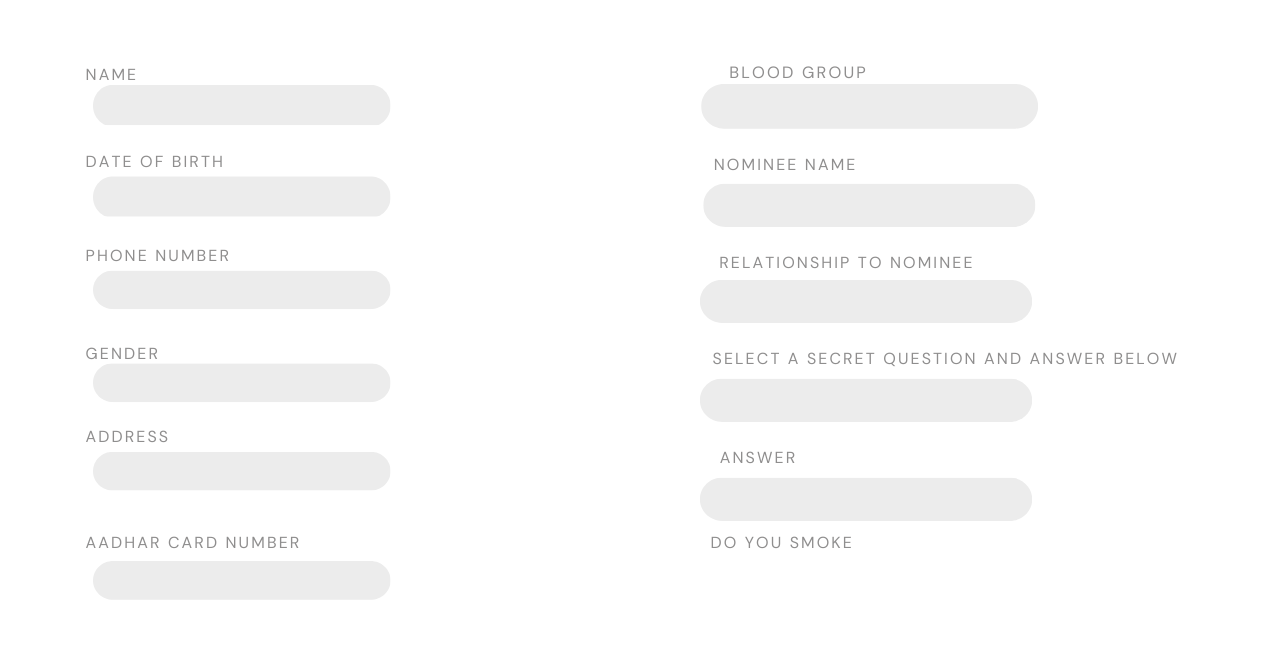 NAME
DATE OF BIRTH
PHONE NUMBER
GENDER
ADDRESS
AADHAR CARD NUMBER
BLOOD GROUP
NOMINEE NAME
RELATIONSHIP TO NOMINEE
SELECT A SECRET QUESTION AND ANSWER BELOW
ANSWER
DO YOU SMOKE